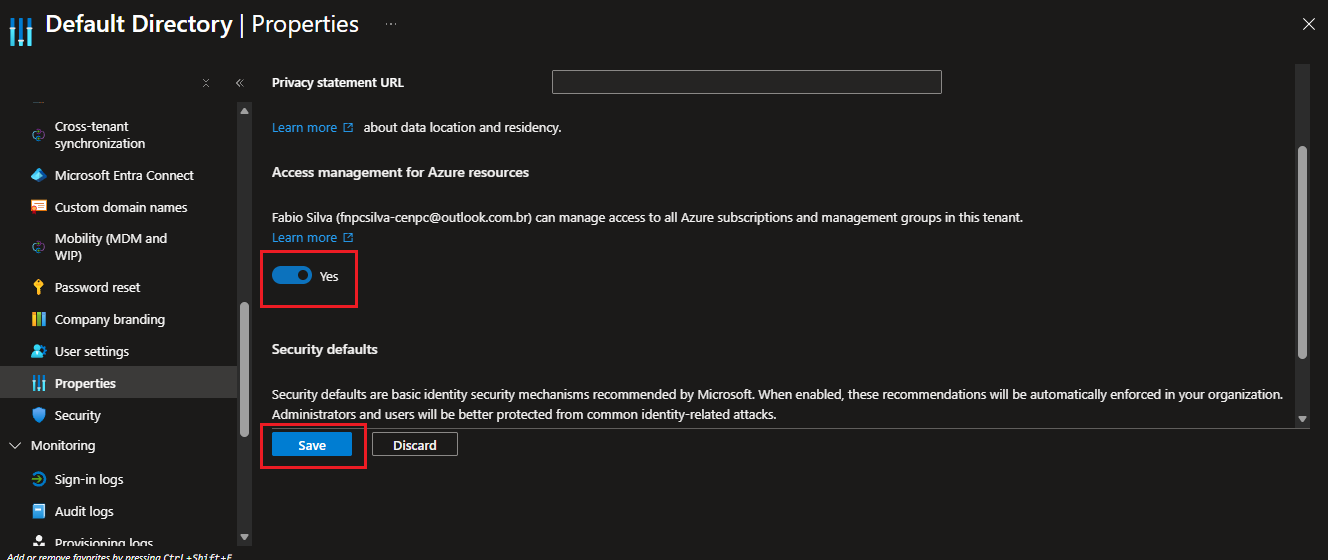 Default Directory | Properties ...
Privacy statement URL
Learn more about data location and residency.
Access management for Azure resources
Fabio Silva (fnpcsilva-cenpc@outlook.com.br) can manage access to all Azure subscriptions and management groups in this tenant.
Learn more
Yes
Security defaults
Security defaults are basic identity security mechanisms recommended by Microsoft. When enabled, these recommendations will be automatically enforced in your organization.
Administrators and users will be better protected from common identity-related attacks.
Save
Discard
Cross-tenant
synchronization
Microsoft Entra Connect
Custom domain names
Mobility (MDM and
WIP)
Password reset
Company branding
User settings
Properties
Security
Monitoring
Sign-in logs
Audit logs
Provisioning logs
Add or remove favorites by pressing Ctrl+Shift+F